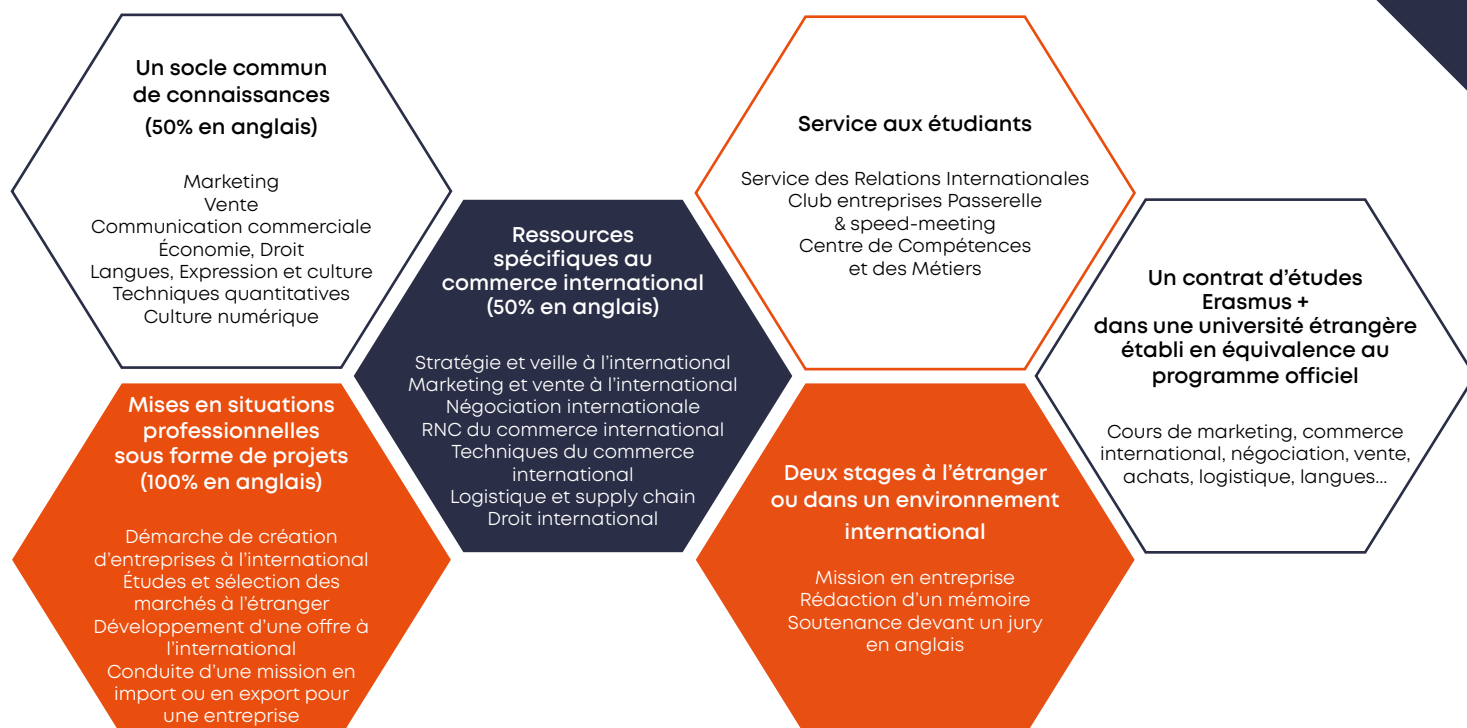 Un socle commun
de connaissances
(50% en anglais)
Marketing
Vente
Communication commerciale
Économie, Droit
Langues, Expression et culture
Techniques quantitatives
Culture numérique
Mises en situations
professionnelles
sous forme de projets
(100% en anglais)
Démarche de création
d'entreprises à l'international
Études et sélection des
marchés à l'étranger
Développement d'une offre à
l'international
Conduite d'une mission en
import ou en export pour
une entreprise
Ressources
spécifiques au
commerce international
(50% en anglais)
Stratégie et veille à l'international
Marketing et vente à l'international
Négociation internationale
RNC du commerce international
Techniques du commerce
international
Logistique et supply chain
Droit international
Service aux étudiants
Service des Relations Internationales
Club entreprises Passerelle
& speed-meeting
Centre de Compétences
et des Métiers
Deux stages à l'étranger
ou dans un environnement
international
Mission en entreprise
Rédaction d'un mémoire
Soutenance devant un jury
en anglais
Un contrat d'études
Erasmus +
dans une université étrangère
établi en équivalence au
programme officiel
Cours de marketing, commerce
international, négociation, vente,
achats, logistique, langues...